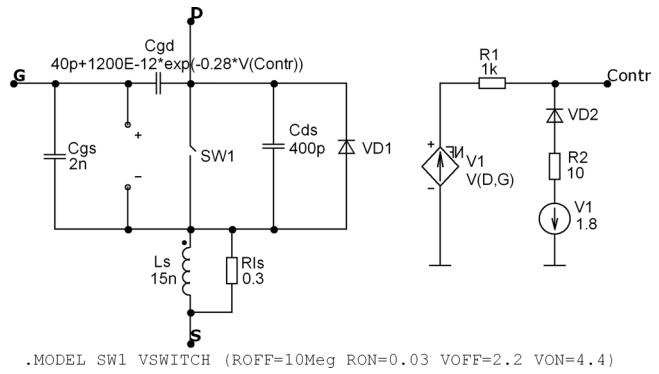 D
Cgd
40p+1200E-12*exp(-0.28*V(Contr))
G
R1
1k
Contr
VD2
+
Cgs
2n
SW1
Cds
400p
VD1
+
V1
V(D,G)
R2
10
−
−
V1
1.8
Ls
15n
Rls
0.3
S
.MODEL SW1 VSWITCH (ROFF=10Meg RON=0.03 VOFF=2.2 VON=4.4)